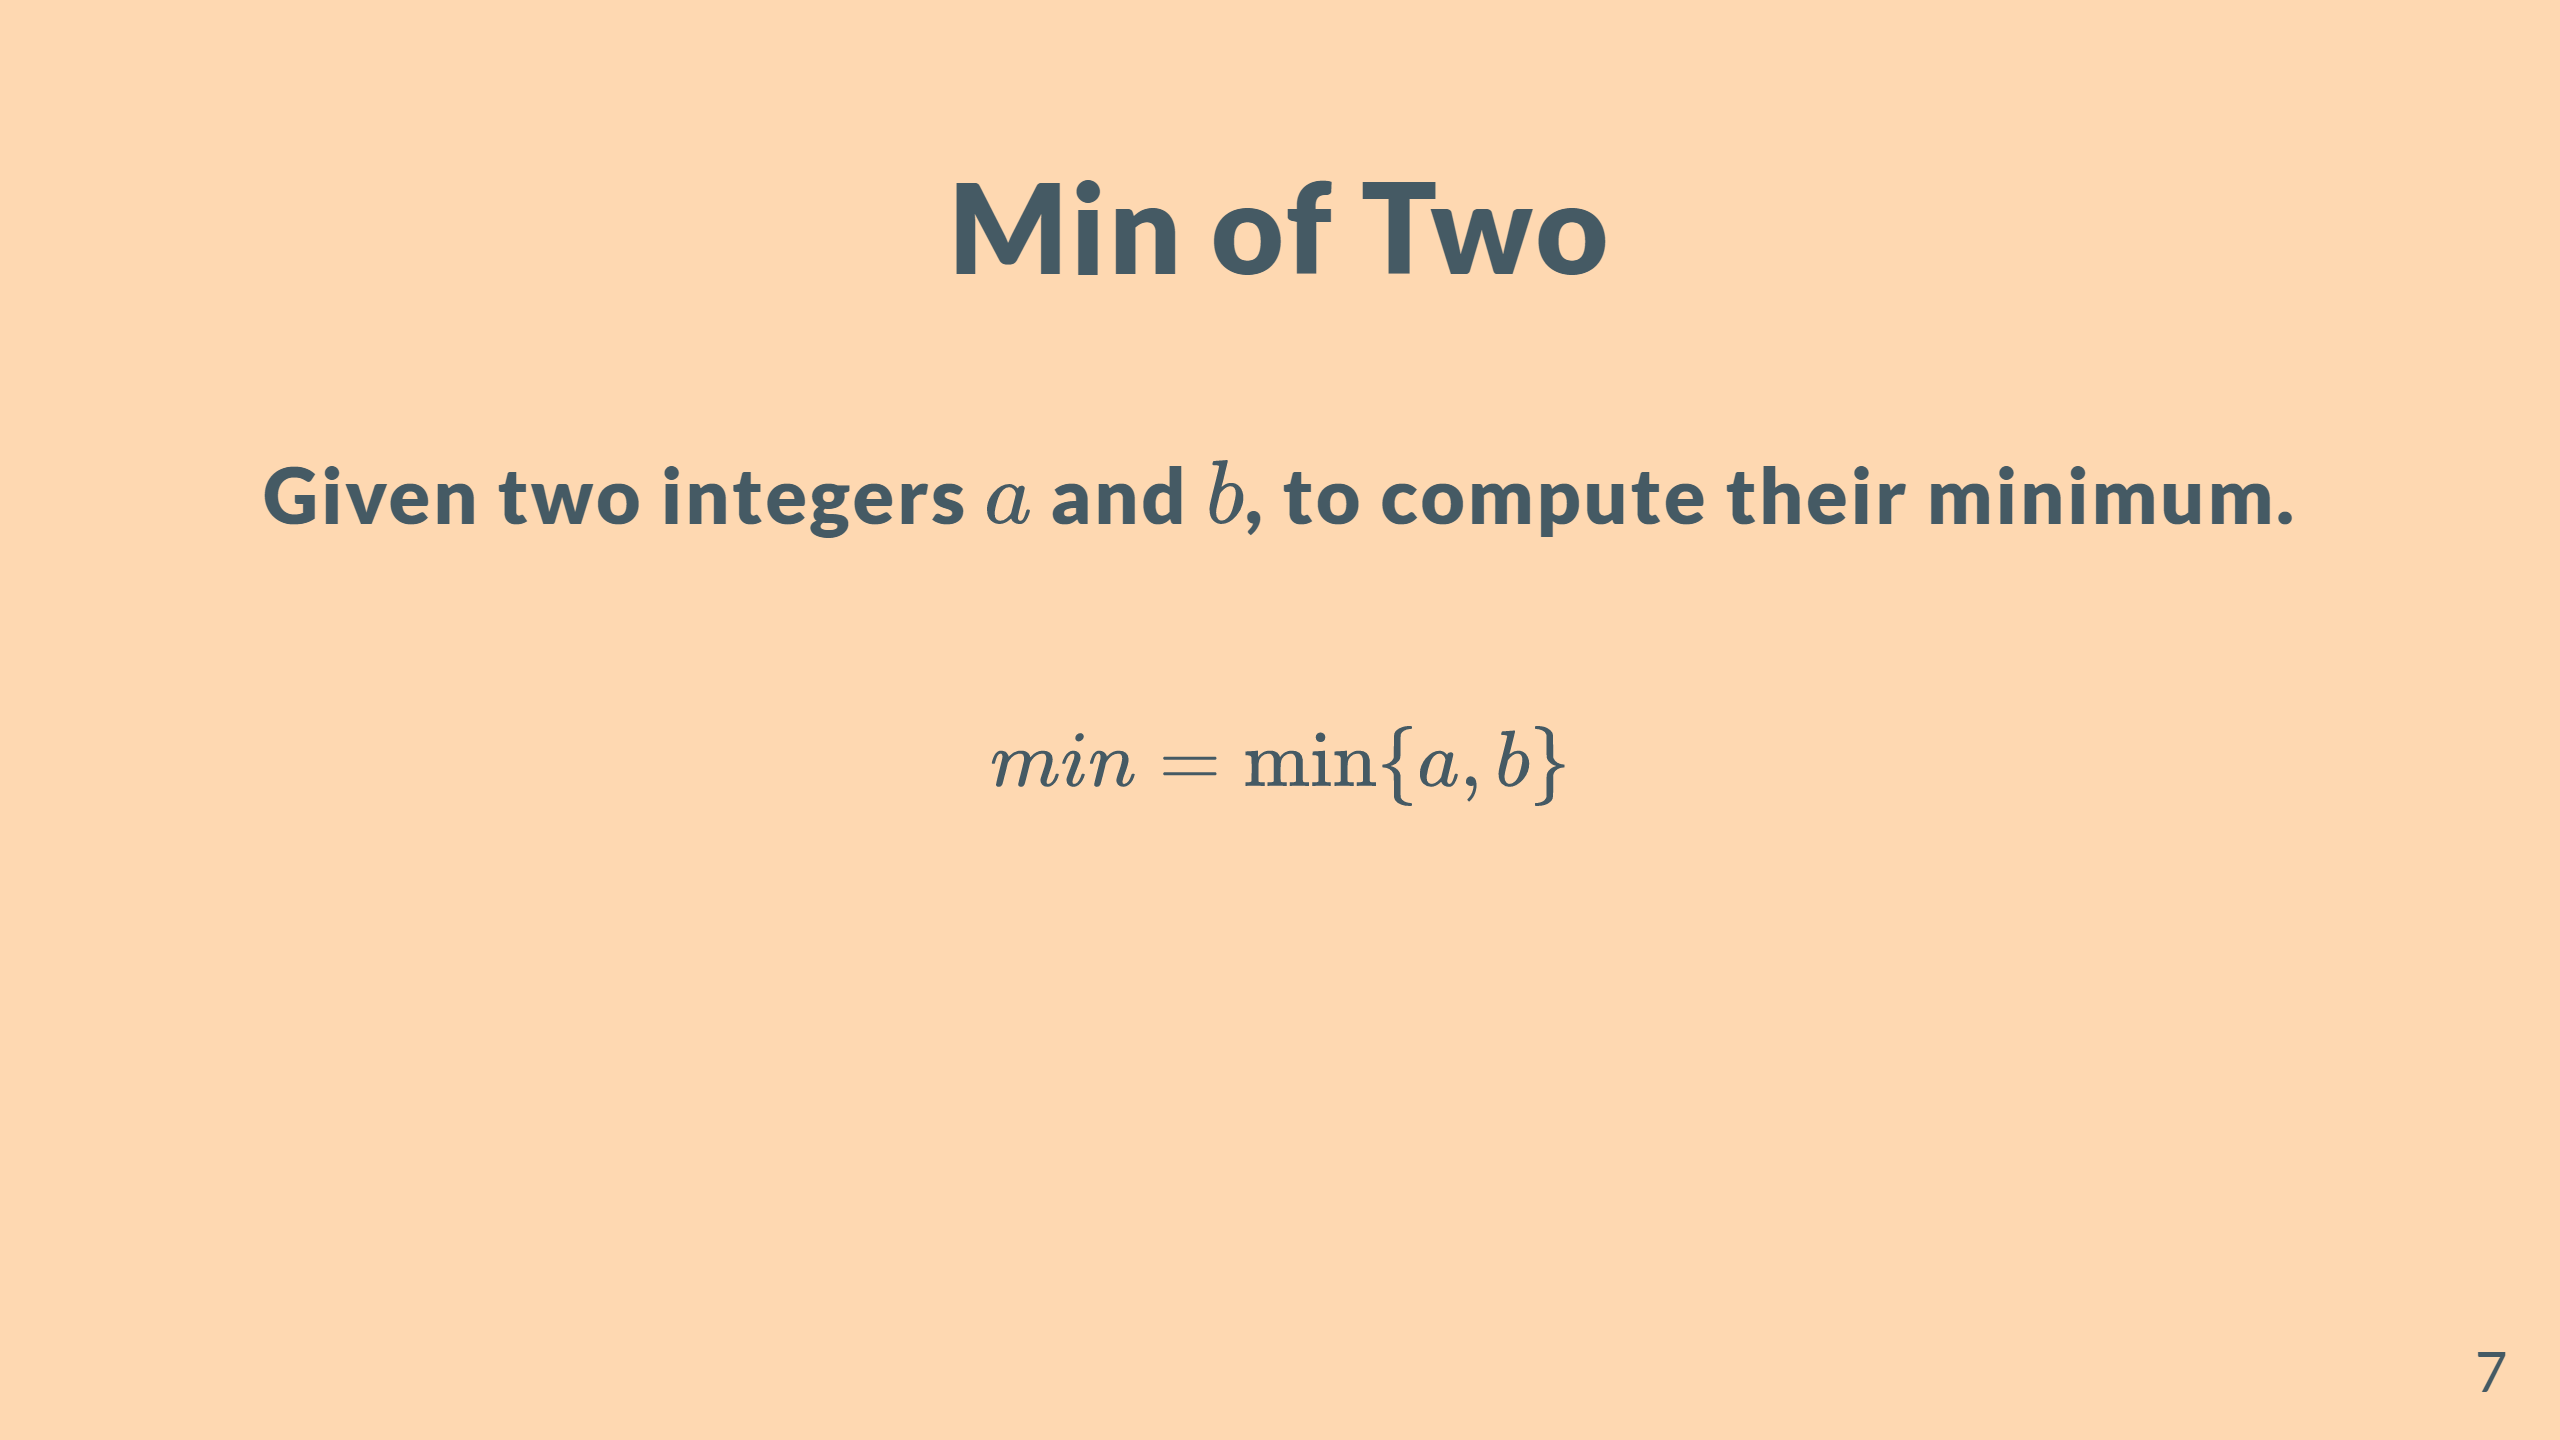 Min of Two
Given two integers a and b, to compute their minimum.
min = min{a, b}
7